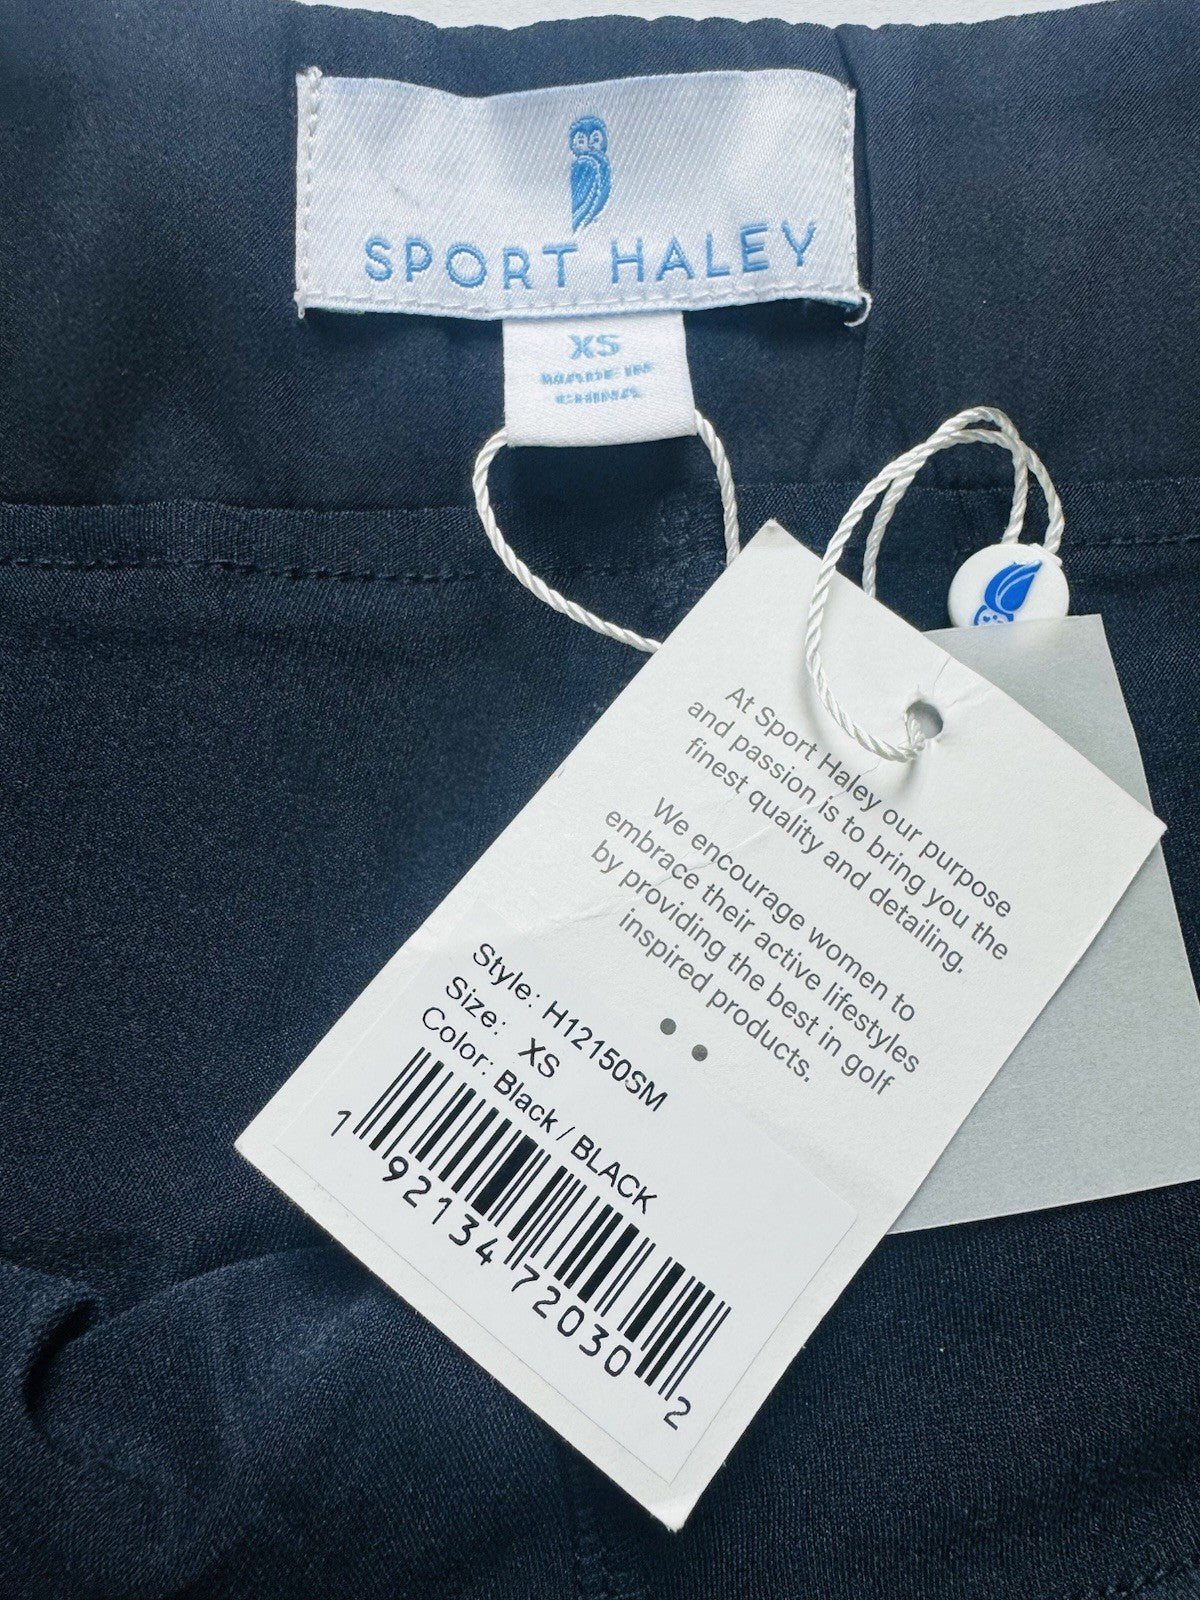 SPORT HALEY
XS
MADE IN
CHINA
At Sport Haley our purpose
and passion is to bring you the
finest quality and detailing.
We encourage women to
embrace their active lifestyles
by providing the best in golf
inspired products.
Style: H12150SM
Size: XS
Color: Black / BLACK
1 92134 72030 2